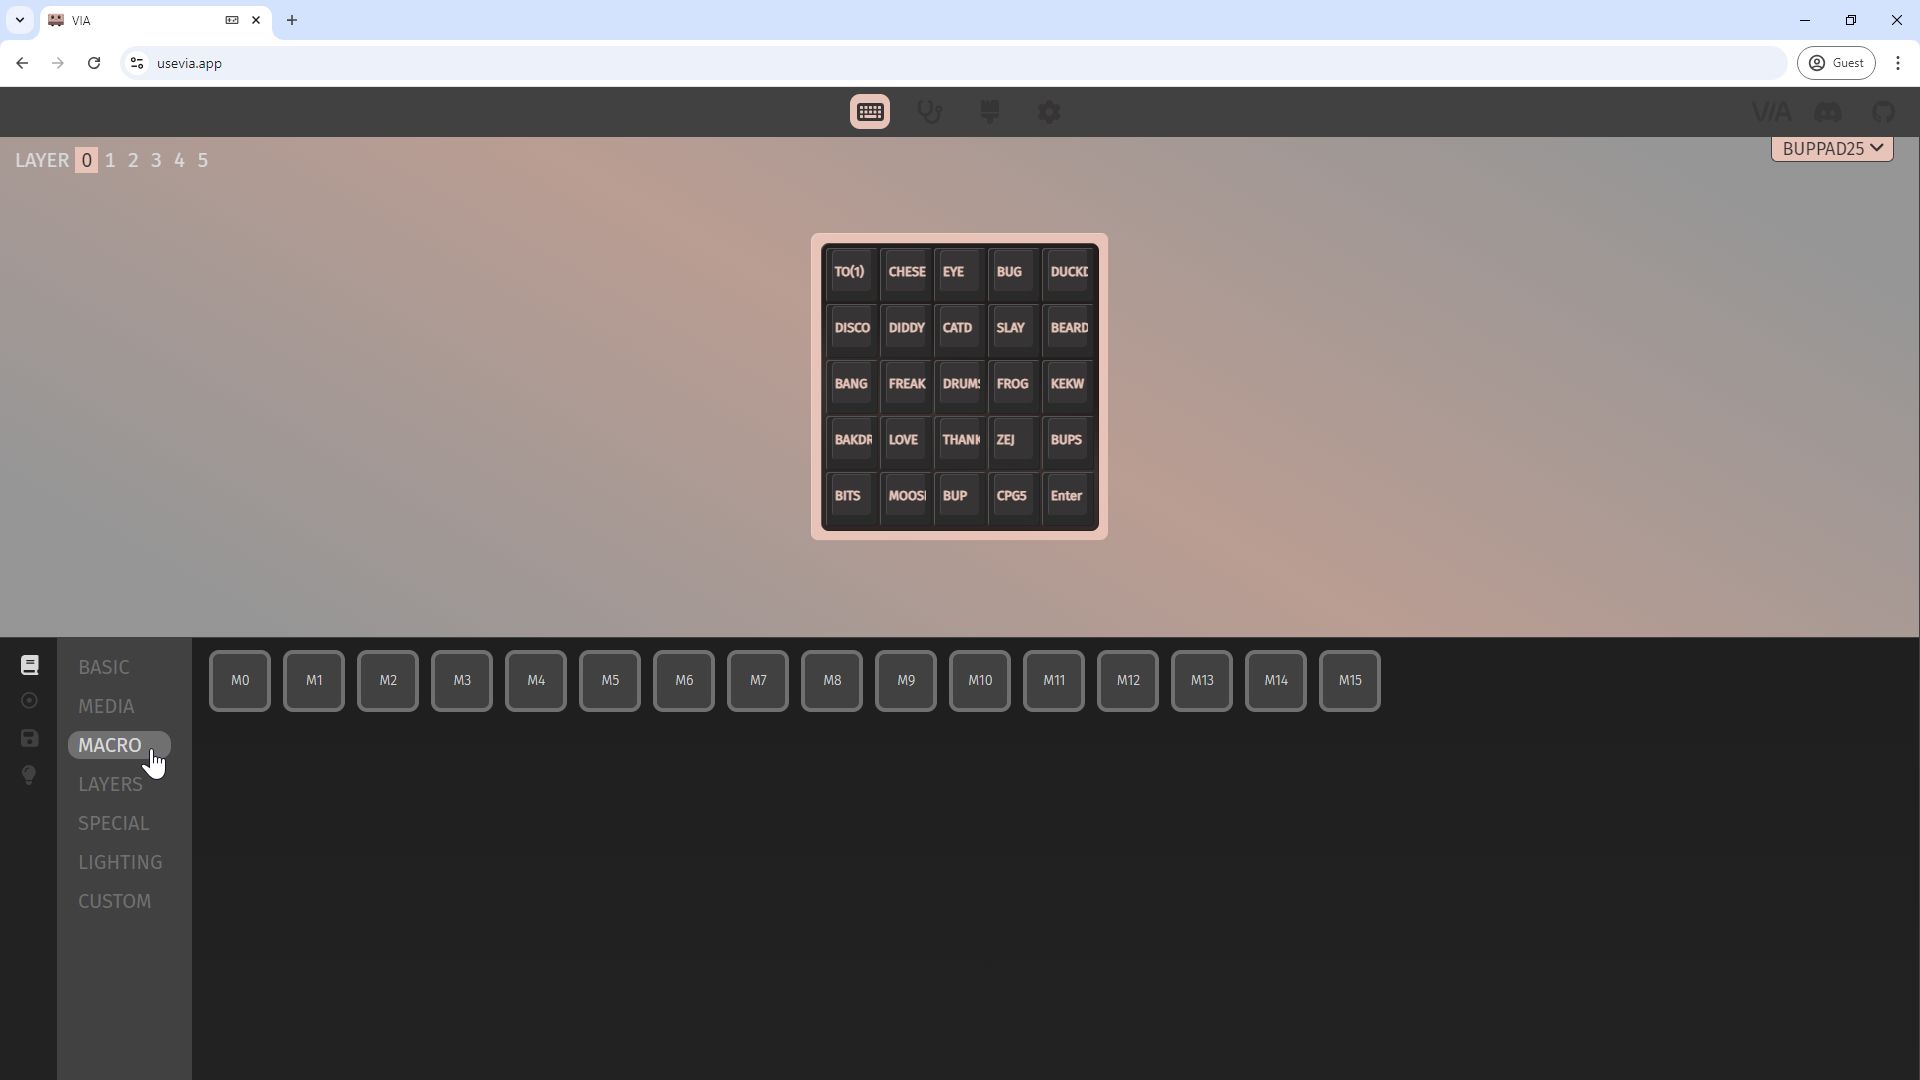 VIA
usevia.app
Guest
VIA
LAYER 0 1 2 3 4 5
BUPPAD25
TO(1) CHESE EYE BUG DUCKD
DISCO DIDDY CATD SLAY BEARD
BANG FREAK DRUMS FROG KEKW
BAKDR LOVE THANK ZEJ BUPS
BITS MOOSE BUP CPG5 Enter
BASIC
MEDIA
MACRO
LAYERS
SPECIAL
LIGHTING
CUSTOM
M0 M1 M2 M3 M4 M5 M6 M7 M8 M9 M10 M11 M12 M13 M14 M15